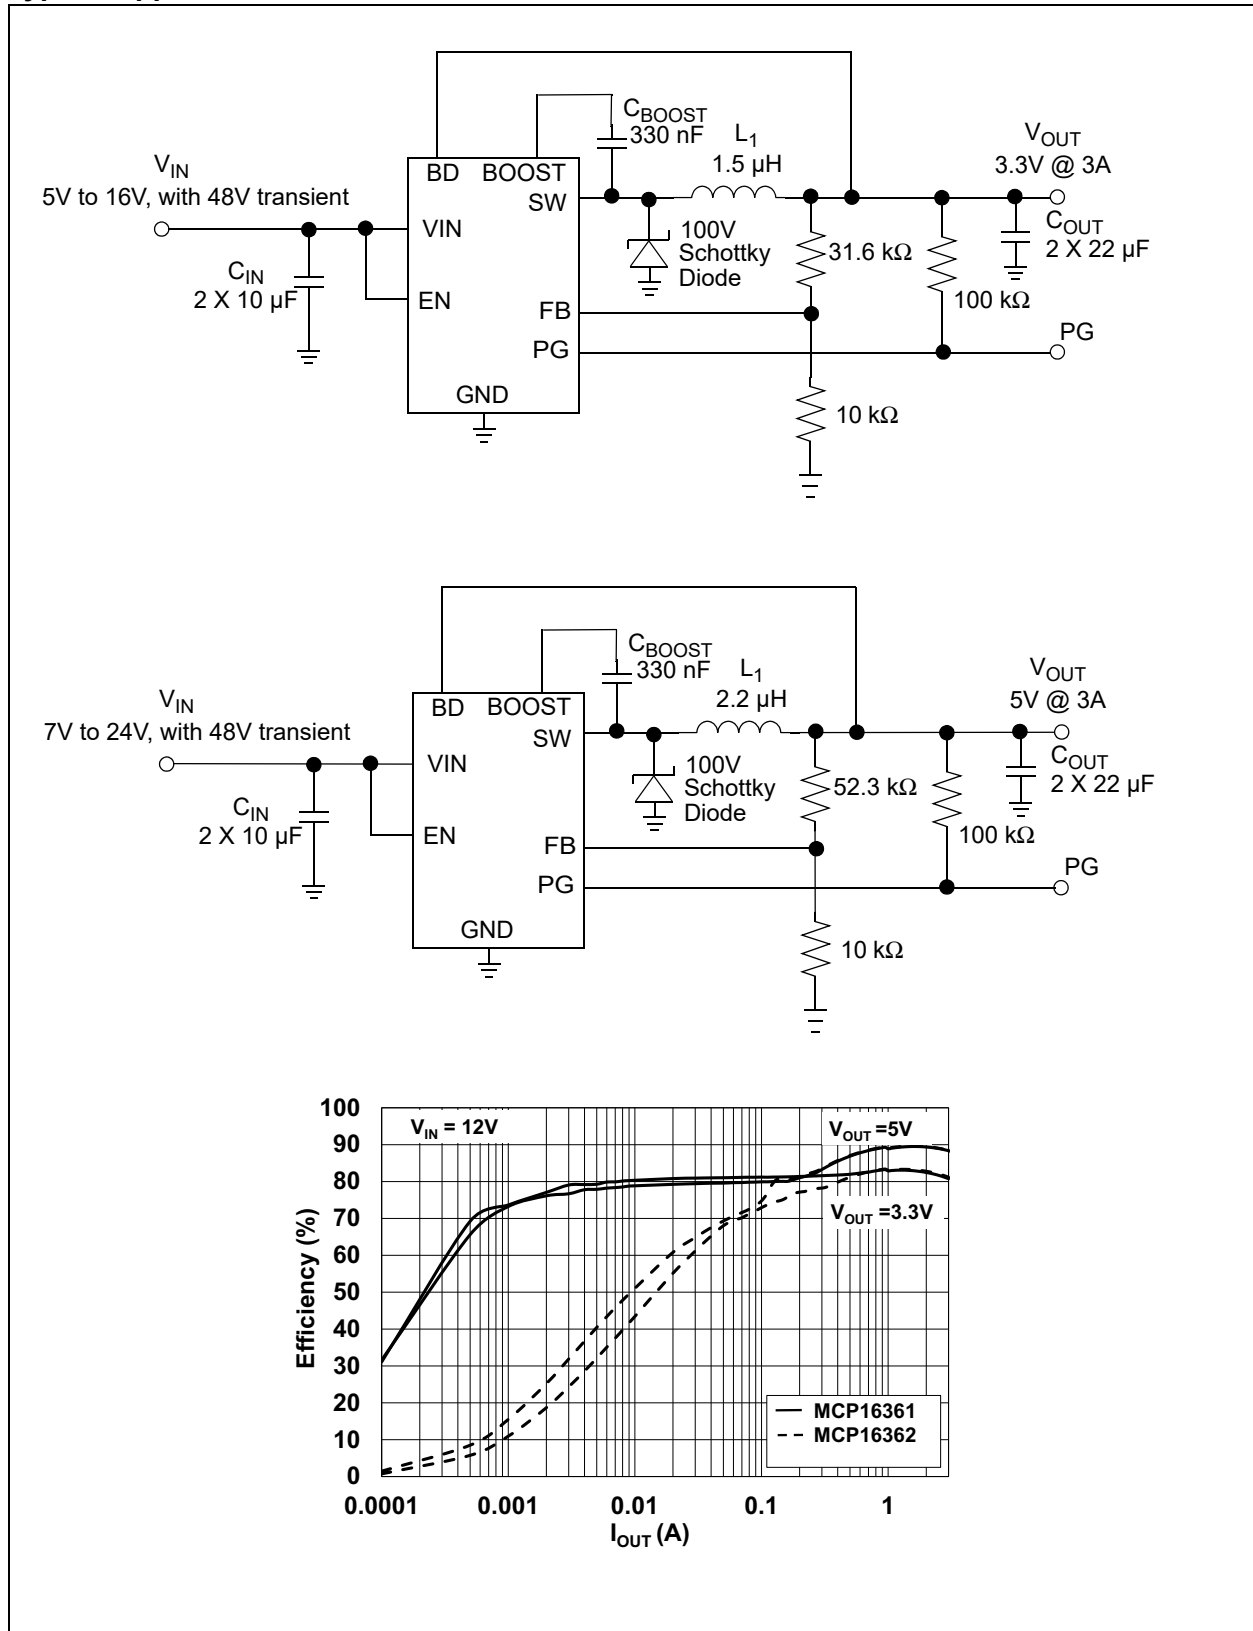 C_BOOST
330 nF
L_1
1.5 µH
V_OUT
3.3V @ 3A
V_IN
5V to 16V, with 48V transient
BD BOOST
SW
VIN
100V
Schottky
Diode
31.6 kΩ
C_OUT
2 X 22 µF
C_IN
2 X 10 µF
EN
FB
100 kΩ
PG
PG
GND
10 kΩ
C_BOOST
330 nF
L_1
2.2 µH
V_OUT
5V @ 3A
V_IN
7V to 24V, with 48V transient
BD BOOST
SW
VIN
100V
Schottky
Diode
52.3 kΩ
C_OUT
2 X 22 µF
C_IN
2 X 10 µF
EN
FB
100 kΩ
PG
PG
GND
10 kΩ
100
90
80
70
60
50
40
30
20
10
0
Efficiency (%)
V_IN = 12V
V_OUT =5V
V_OUT =3.3V
MCP16361
MCP16362
0.0001 0.001 0.01 0.1 1
I_OUT (A)